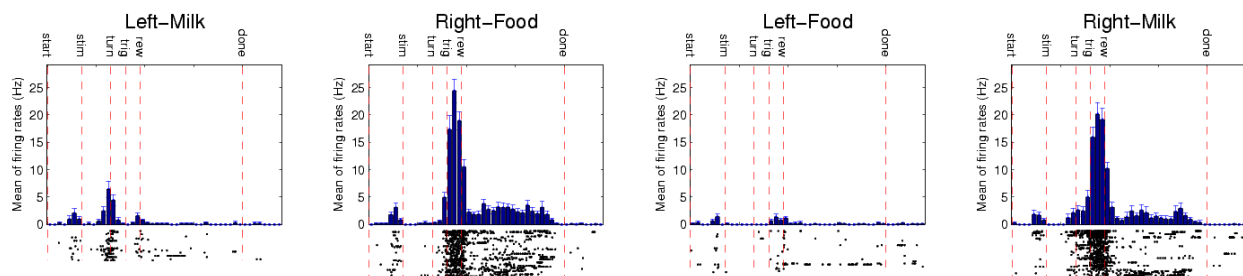 Left−Milk
start
stim
turn
trig
rew
done
Mean of firing rates (Hz)
25
20
15
10
5
0
Right−Food
start
stim
turn
trig
rew
done
Mean of firing rates (Hz)
25
20
15
10
5
0
Left−Food
start
stim
turn
trig
rew
done
Mean of firing rates (Hz)
25
20
15
10
5
0
Right−Milk
start
stim
turn
trig
rew
done
Mean of firing rates (Hz)
25
20
15
10
5
0